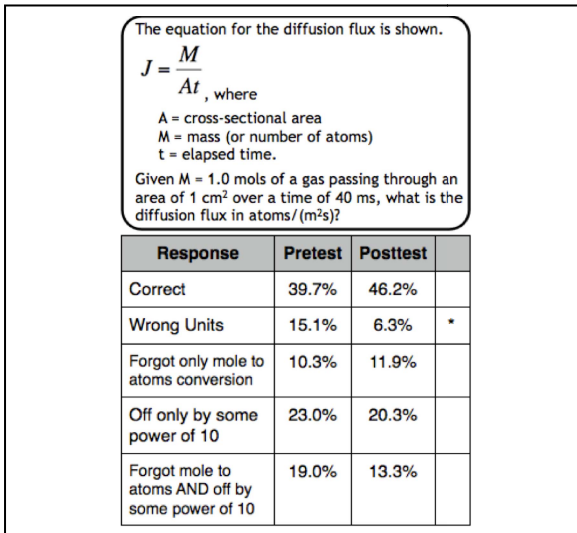 The equation for the diffusion flux is shown.
J = M / At , where
A = cross-sectional area
M = mass (or number of atoms)
t = elapsed time.
Given M = 1.0 mols of a gas passing through an
area of 1 cm² over a time of 40 ms, what is the
diffusion flux in atoms/(m²s)?
Response Pretest Posttest
Correct 39.7% 46.2%
Wrong Units 15.1% 6.3% *
Forgot only mole to 10.3% 11.9%
atoms conversion
Off only by some 23.0% 20.3%
power of 10
Forgot mole to 19.0% 13.3%
atoms AND off by
some power of 10